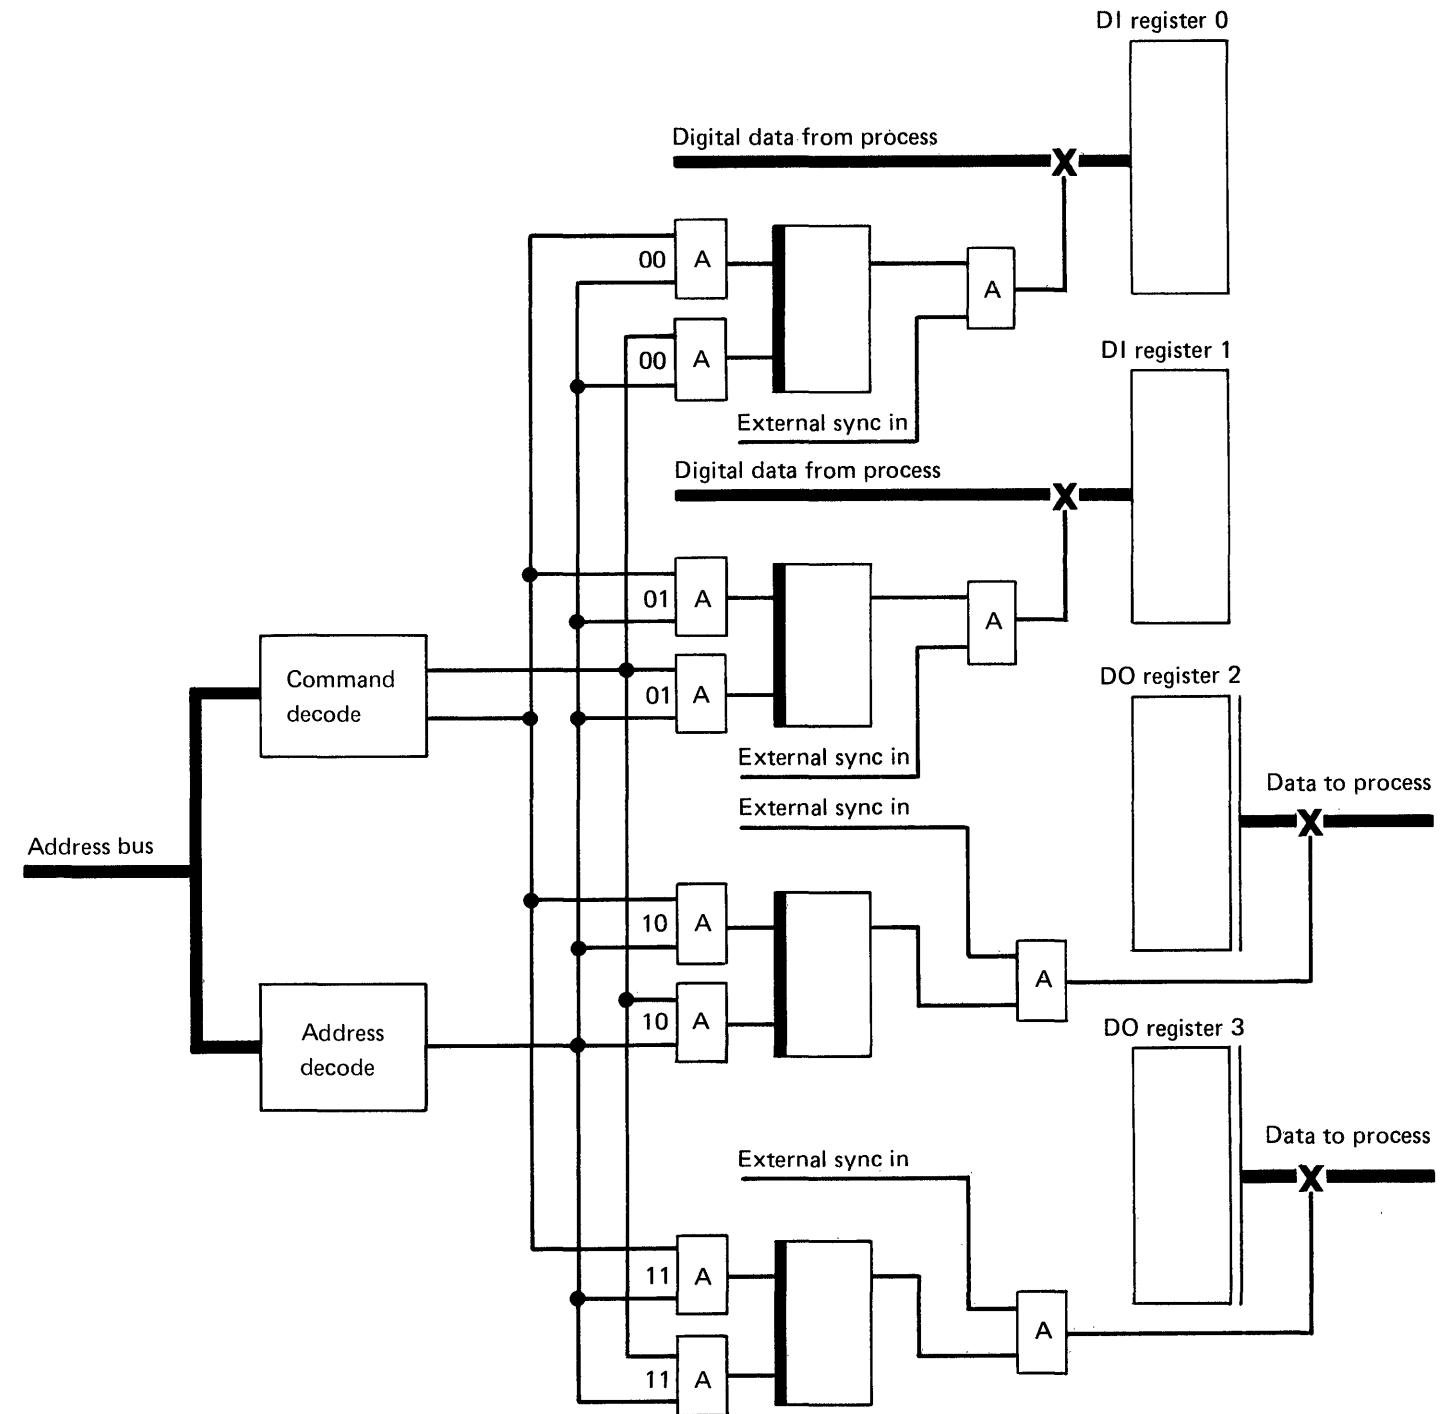 DI register 0
Digital data from process
00
A
A
00
A
External sync in
DI register 1
Digital data from process
01
A
A
01
A
External sync in
DO register 2
Command
decode
External sync in
Data to process
Address bus
10
A
A
10
A
DO register 3
Address
decode
External sync in
Data to process
11
A
A
11
A